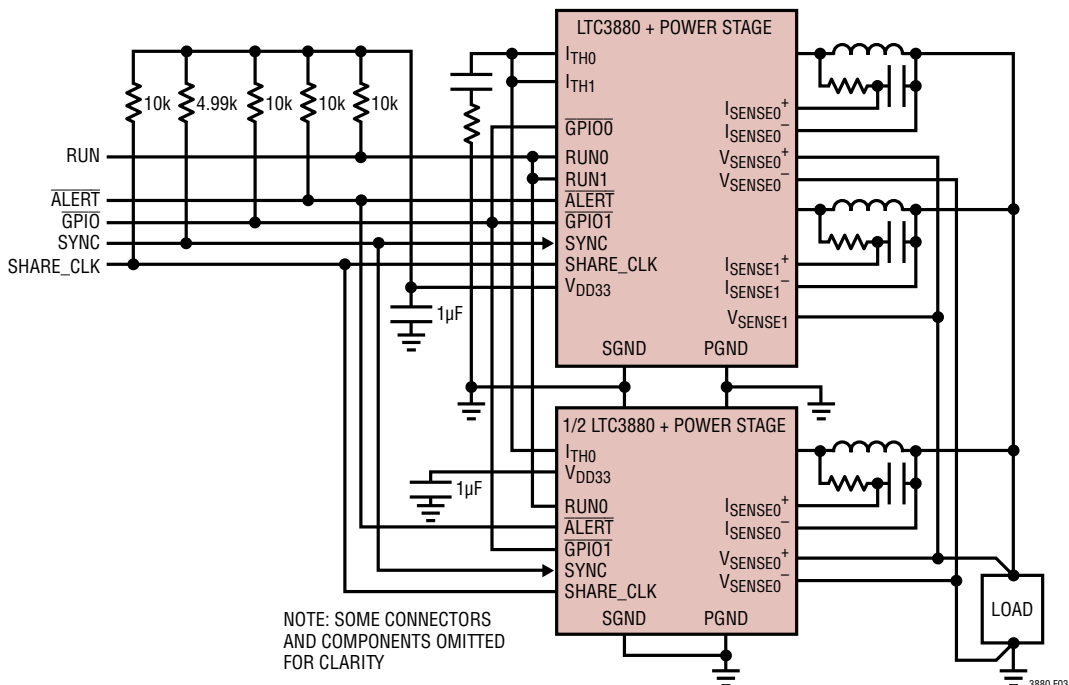 LTC3880 + POWER STAGE
10k
4.99k
10k
10k
10k
RUN
ALERT
GPIO
SYNC
SHARE_CLK
1µF
ITH0
ITH1
GPIO0
RUN0
RUN1
ALERT
GPIO1
SYNC
SHARE_CLK
VDD33
ISENSE0+
ISENSE0–
VSENSE0+
VSENSE0–
ISENSE1+
ISENSE1–
VSENSE1
SGND
PGND
1/2 LTC3880 + POWER STAGE
1µF
ITH0
VDD33
RUN0
ALERT
GPIO1
SYNC
SHARE_CLK
ISENSE0+
ISENSE0–
VSENSE0+
VSENSE0–
SGND
PGND
LOAD
NOTE: SOME CONNECTORS
AND COMPONENTS OMITTED
FOR CLARITY
3880 F03